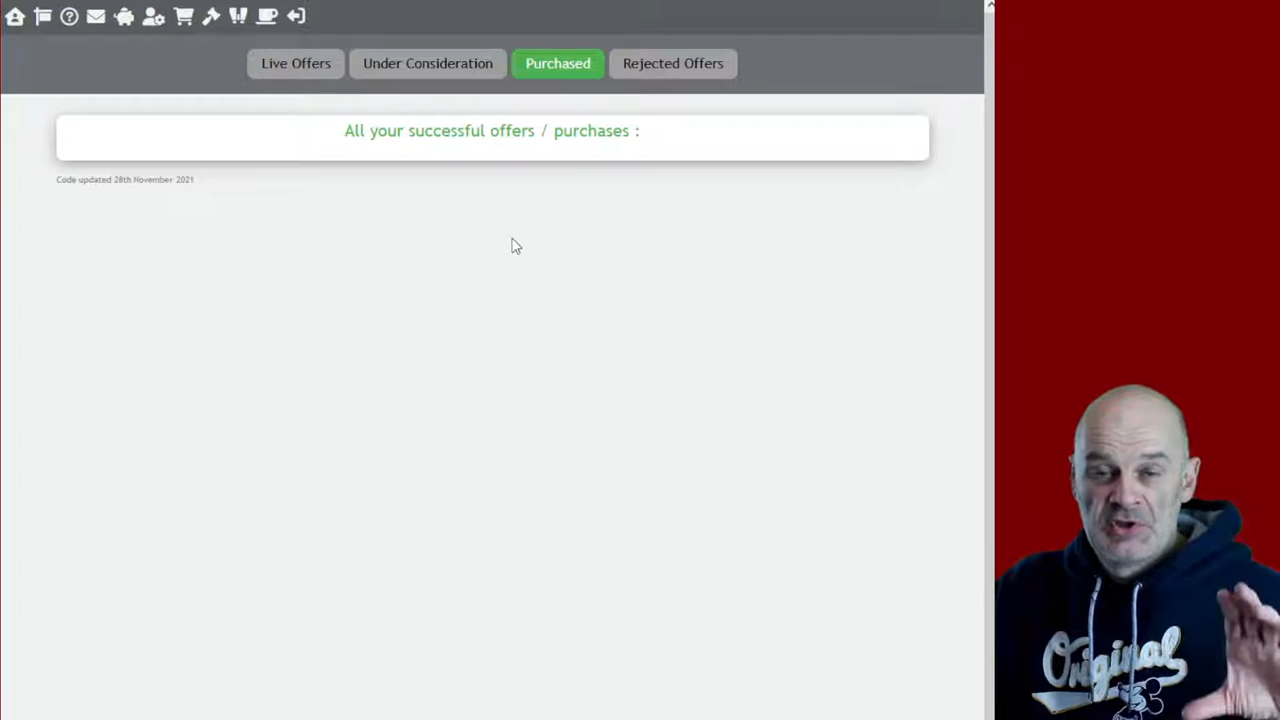 Live Offers
Under Consideration
Purchased
Rejected Offers
All your successful offers / purchases :
Code updated 28th November 2021
Original